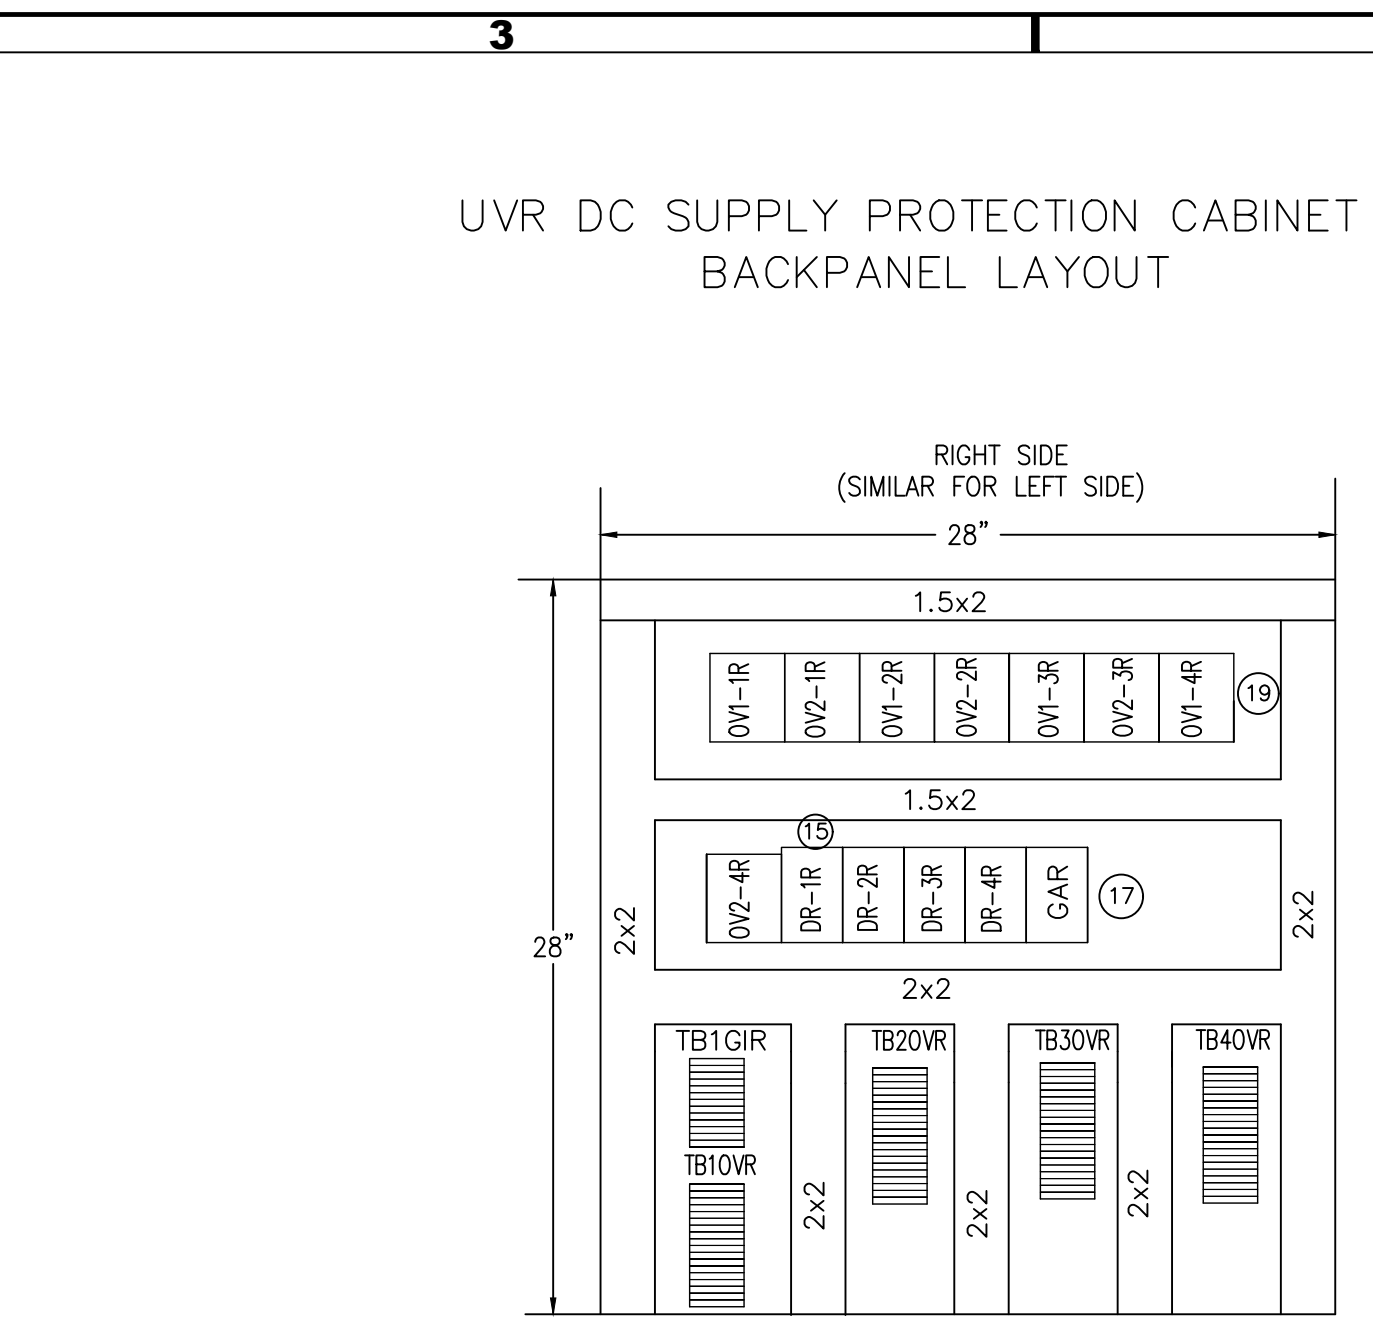 3
UVR DC SUPPLY PROTECTION CABINET
BACKPANEL LAYOUT
RIGHT SIDE
(SIMILAR FOR LEFT SIDE)
28"
1.5x2
OV1-1R
OV2-1R
OV1-2R
OV2-2R
OV1-3R
OV2-3R
OV1-4R
19
1.5x2
15
OV2-4R
DR-1R
DR-2R
DR-3R
DR-4R
GAR
17
2x2
2x2
28"
2x2
TB1GIR
TB2OVR
TB3OVR
TB4OVR
TB1OVR
2x2
2x2
2x2